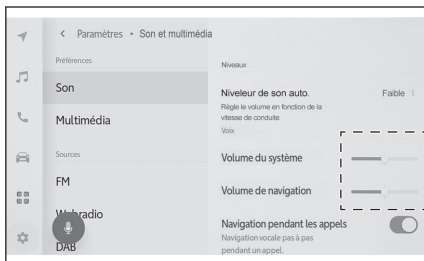 < Paramètres • Son et multimédia
Préférences
Son
Multimédia
Sources
FM
Webradio
DAB
Niveaux
Niveleur de son auto.
Faible
Règle le volume en fonction de la
vitesse de conduite
Voix
Volume du système
Volume de navigation
Navigation pendant les appels
Navigation vocale pas à pas
pendant un appel.